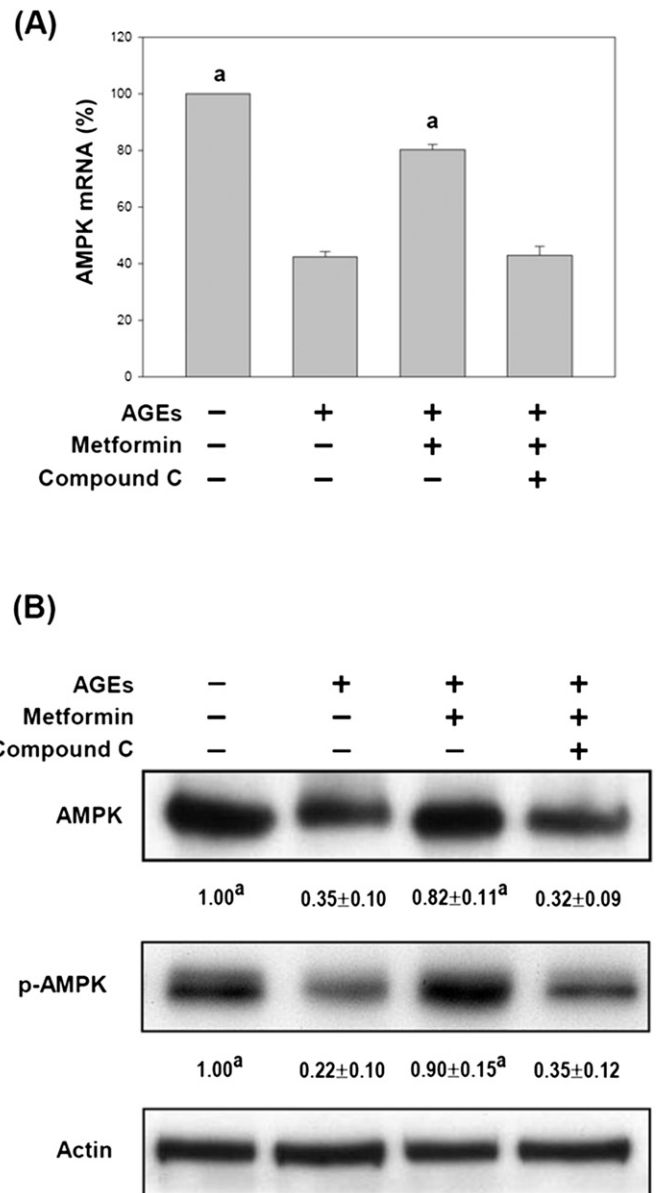 (A)
120
100
80
60
40
20
0
AMPK mRNA (%)
a
a
AGEs − + + +
Metformin − − + +
Compound C − − − +
(B)
AGEs − + + +
Metformin − − + +
Compound C − − − +
AMPK
1.00a 0.35±0.10 0.82±0.11a 0.32±0.09
p-AMPK
1.00a 0.22±0.10 0.90±0.15a 0.35±0.12
Actin